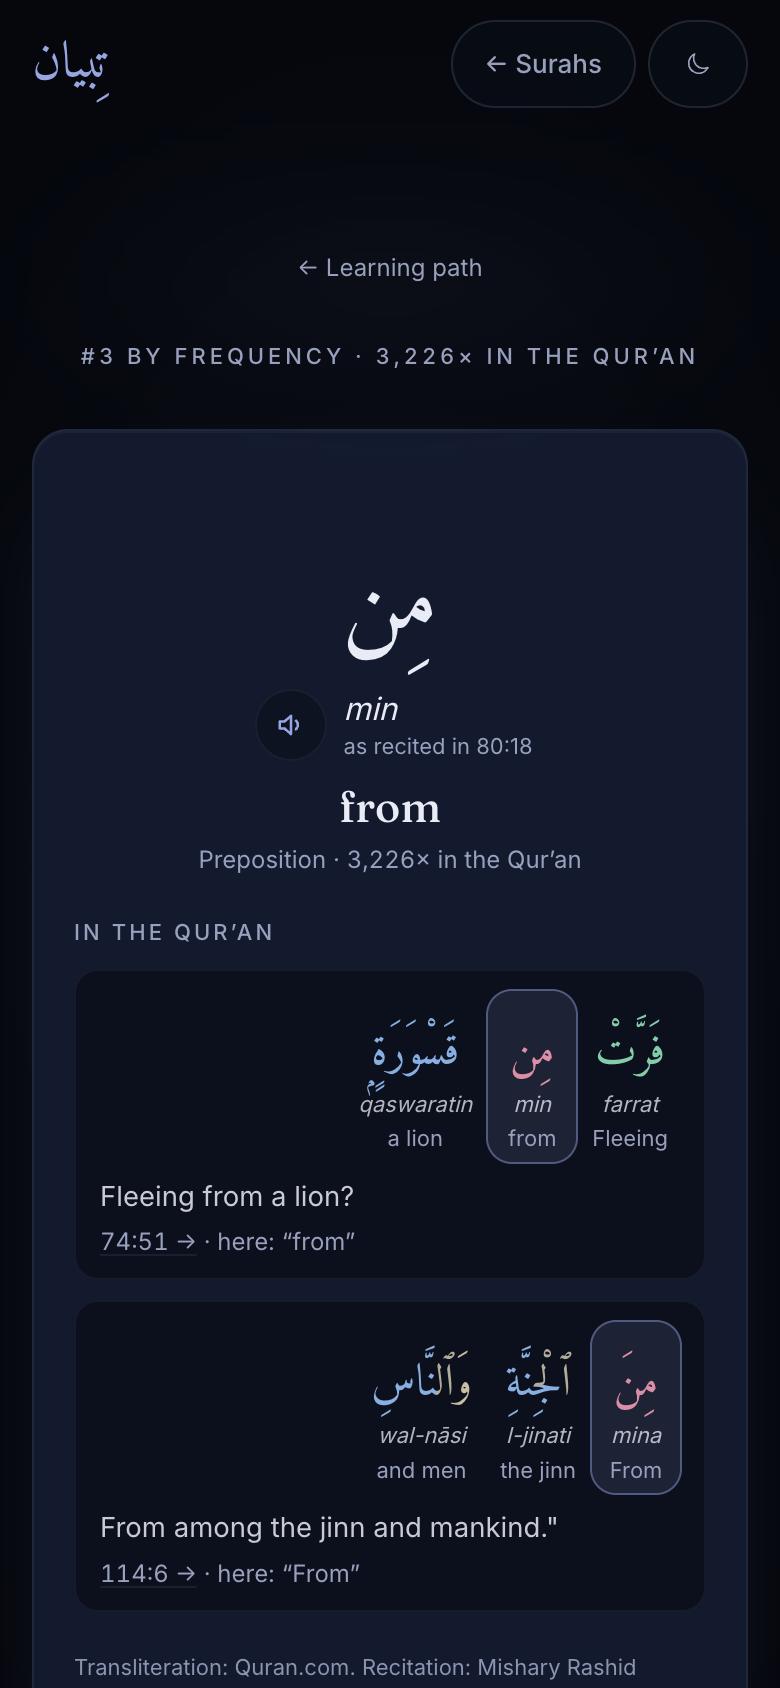 تِبيان
← Surahs
← Learning path
#3 BY FREQUENCY · 3,226× IN THE QUR’AN
مِن
min
as recited in 80:18
from
Preposition · 3,226× in the Qur’an
IN THE QUR’AN
فَرَّتْ مِن قَسْوَرَةٍۭ
farrat min qaswaratin
Fleeing from a lion
Fleeing from a lion?
74:51 → · here: “from”
مِنَ ٱلْجِنَّةِ وَٱلنَّاسِ
mina l-jinati wal-nāsi
From the jinn and men
From among the jinn and mankind."
114:6 → · here: “From”
Transliteration: Quran.com. Recitation: Mishary Rashid